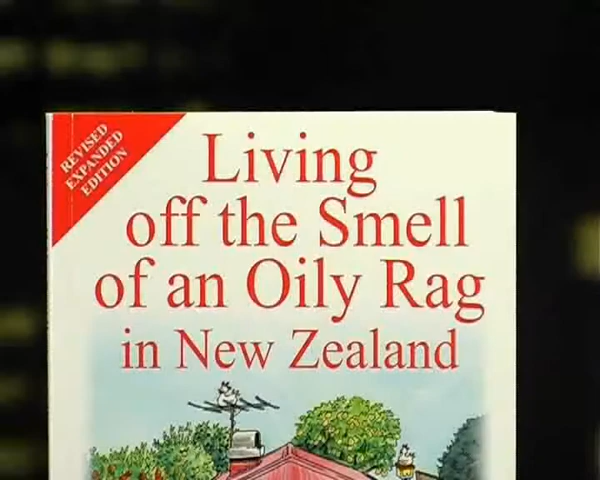 REVISED
EXPANDED
EDITION
Living
off the Smell
of an Oily Rag
in New Zealand